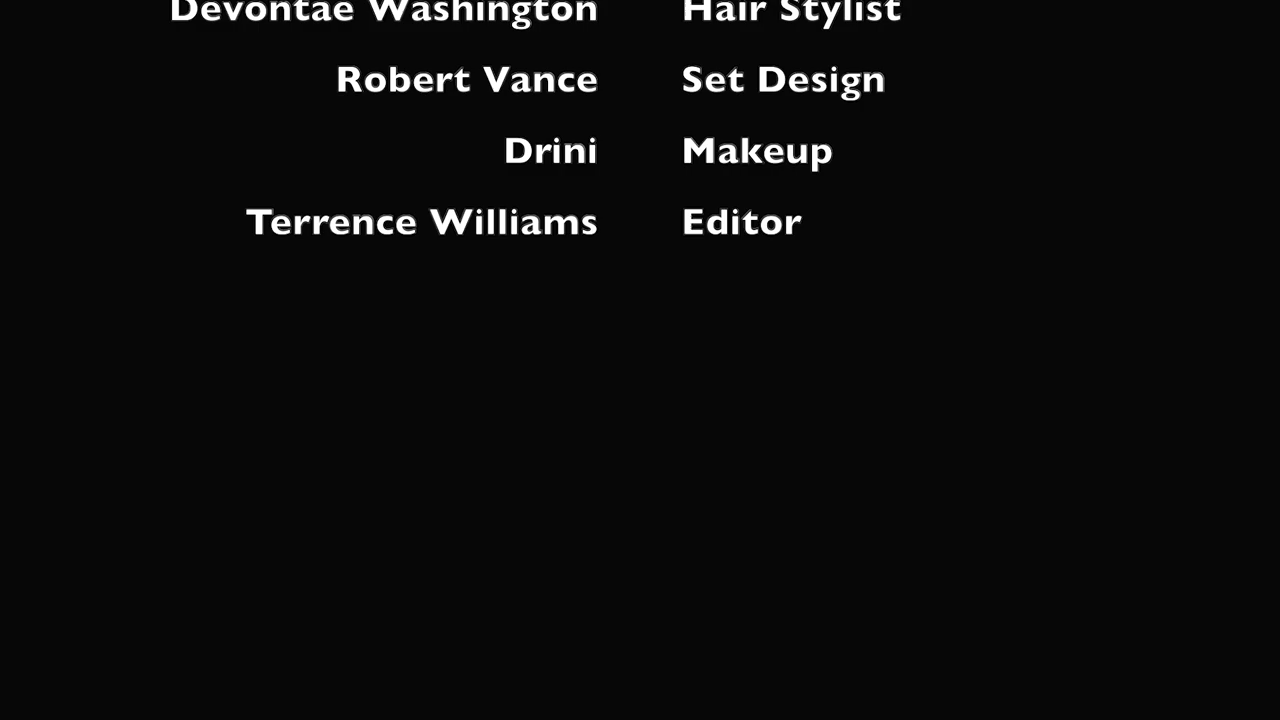 Devontae Washington Hair Stylist
Robert Vance Set Design
Drini Makeup
Terrence Williams Editor